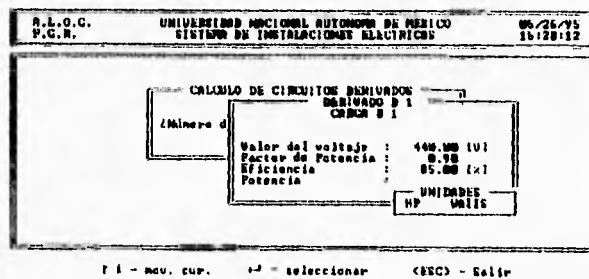 A.L.O.C. UNIVERSIDAD NACIONAL AUTONOMA DE MEXICO 06/26/95
P.G.R. SISTEMA DE INSTALACIONES ELECTRICAS 16:28:12
CALCULO DE CIRCUITOS DERIVADOS
DERIVADO # 1
CARGA # 1
¿Número d
Valor del voltaje : 440.00 [V]
Factor de Potencia : 0.90
Eficiencia : 85.00 [%]
Potencia :
UNIDADES
HP WATTS
- mov. cur. - seleccionar <ESC> - Salir